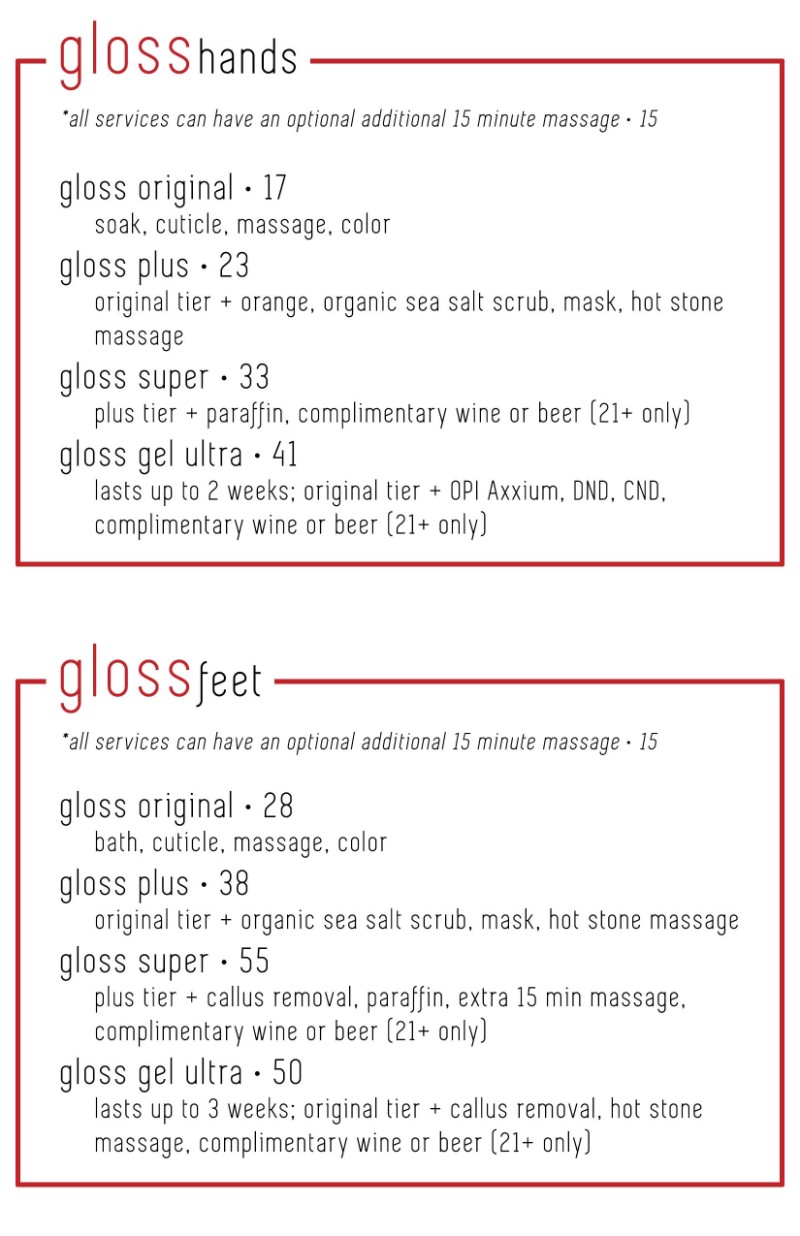 glosshands
*all services can have an optional additional 15 minute massage • 15
gloss original • 17
soak, cuticle, massage, color
gloss plus • 23
original tier + orange, organic sea salt scrub, mask, hot stone
massage
gloss super • 33
plus tier + paraffin, complimentary wine or beer (21+ only)
gloss gel ultra • 41
lasts up to 2 weeks; original tier + OPI Axxium, DND, CND,
complimentary wine or beer (21+ only)
glossfeet
*all services can have an optional additional 15 minute massage • 15
gloss original • 28
bath, cuticle, massage, color
gloss plus • 38
original tier + organic sea salt scrub, mask, hot stone massage
gloss super • 55
plus tier + callus removal, paraffin, extra 15 min massage,
complimentary wine or beer (21+ only)
gloss gel ultra • 50
lasts up to 3 weeks; original tier + callus removal, hot stone
massage, complimentary wine or beer (21+ only)